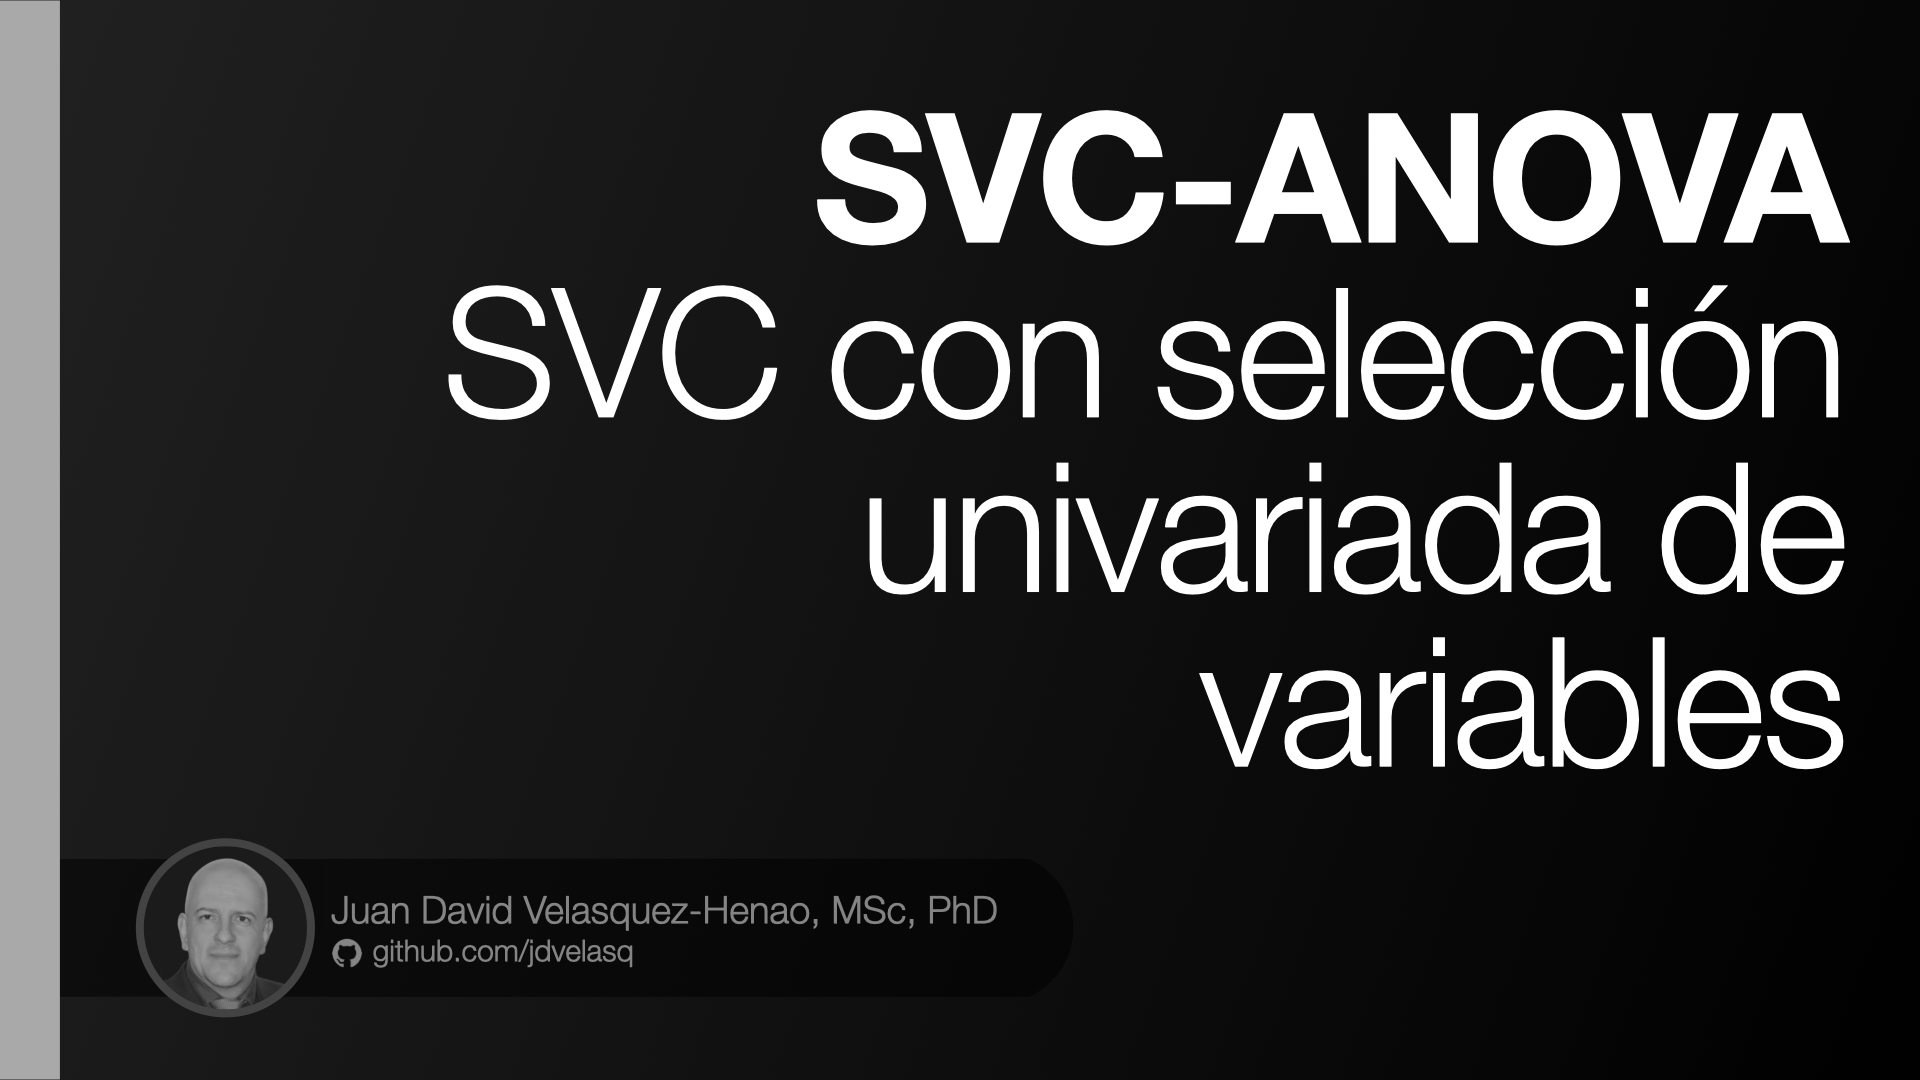 SVC-ANOVA
SVC con selección
univariada de
variables
Juan David Velasquez-Henao, MSc, PhD
github.com/jdvelasq